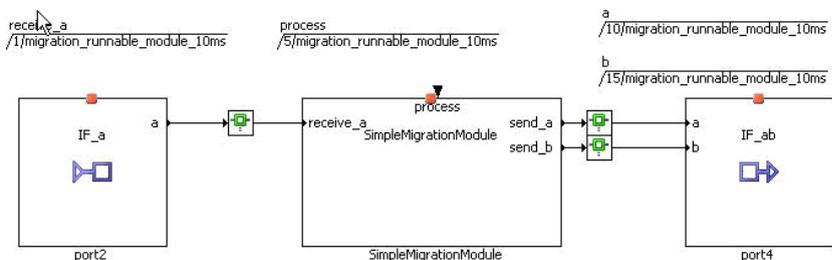 receive_a
/1/migration_runnable_module_10ms
process
/5/migration_runnable_module_10ms
a
/10/migration_runnable_module_10ms
b
/15/migration_runnable_module_10ms
IF_a
a
port2
process
receive_a
SimpleMigrationModule
send_a
send_b
SimpleMigrationModule
a
IF_ab
b
port4